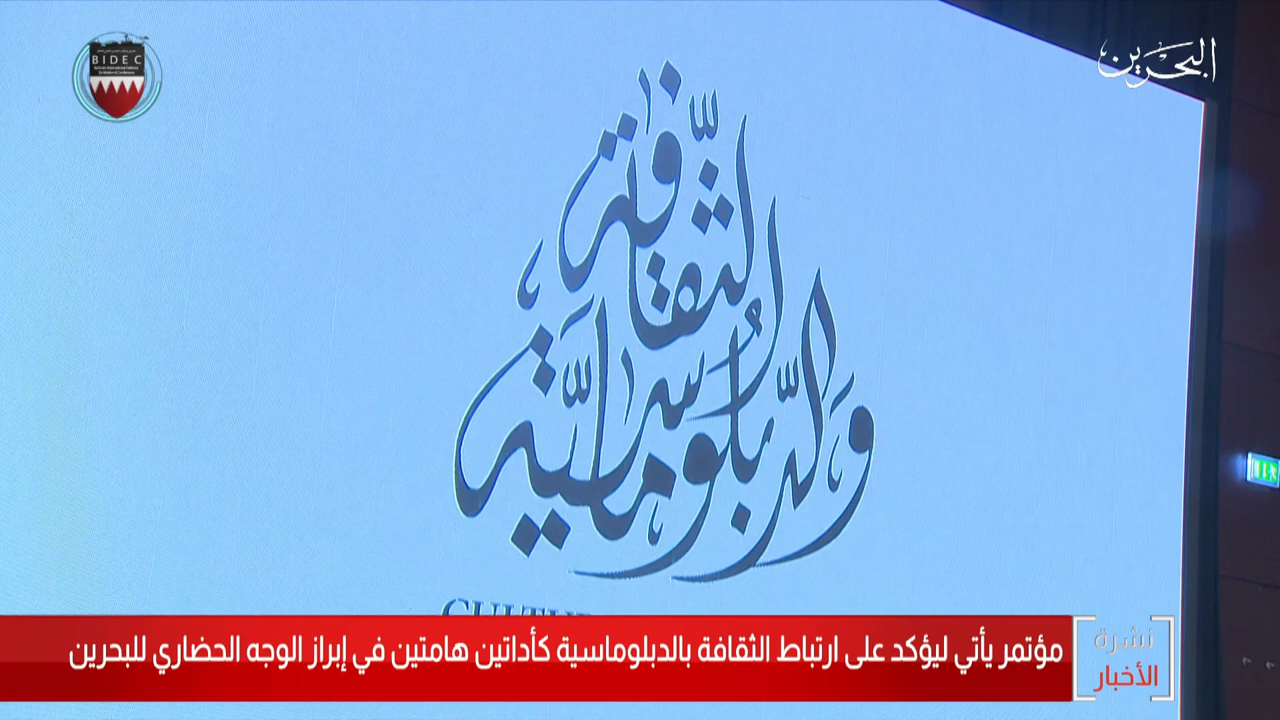 BIDEC
البحرين
الثقافة
والدبلوماسية
مؤتمر يأتي ليؤكد على ارتباط الثقافة بالدبلوماسية كأداتين هامتين في إبراز الوجه الحضاري للبحرين
نشرة
الأخبار